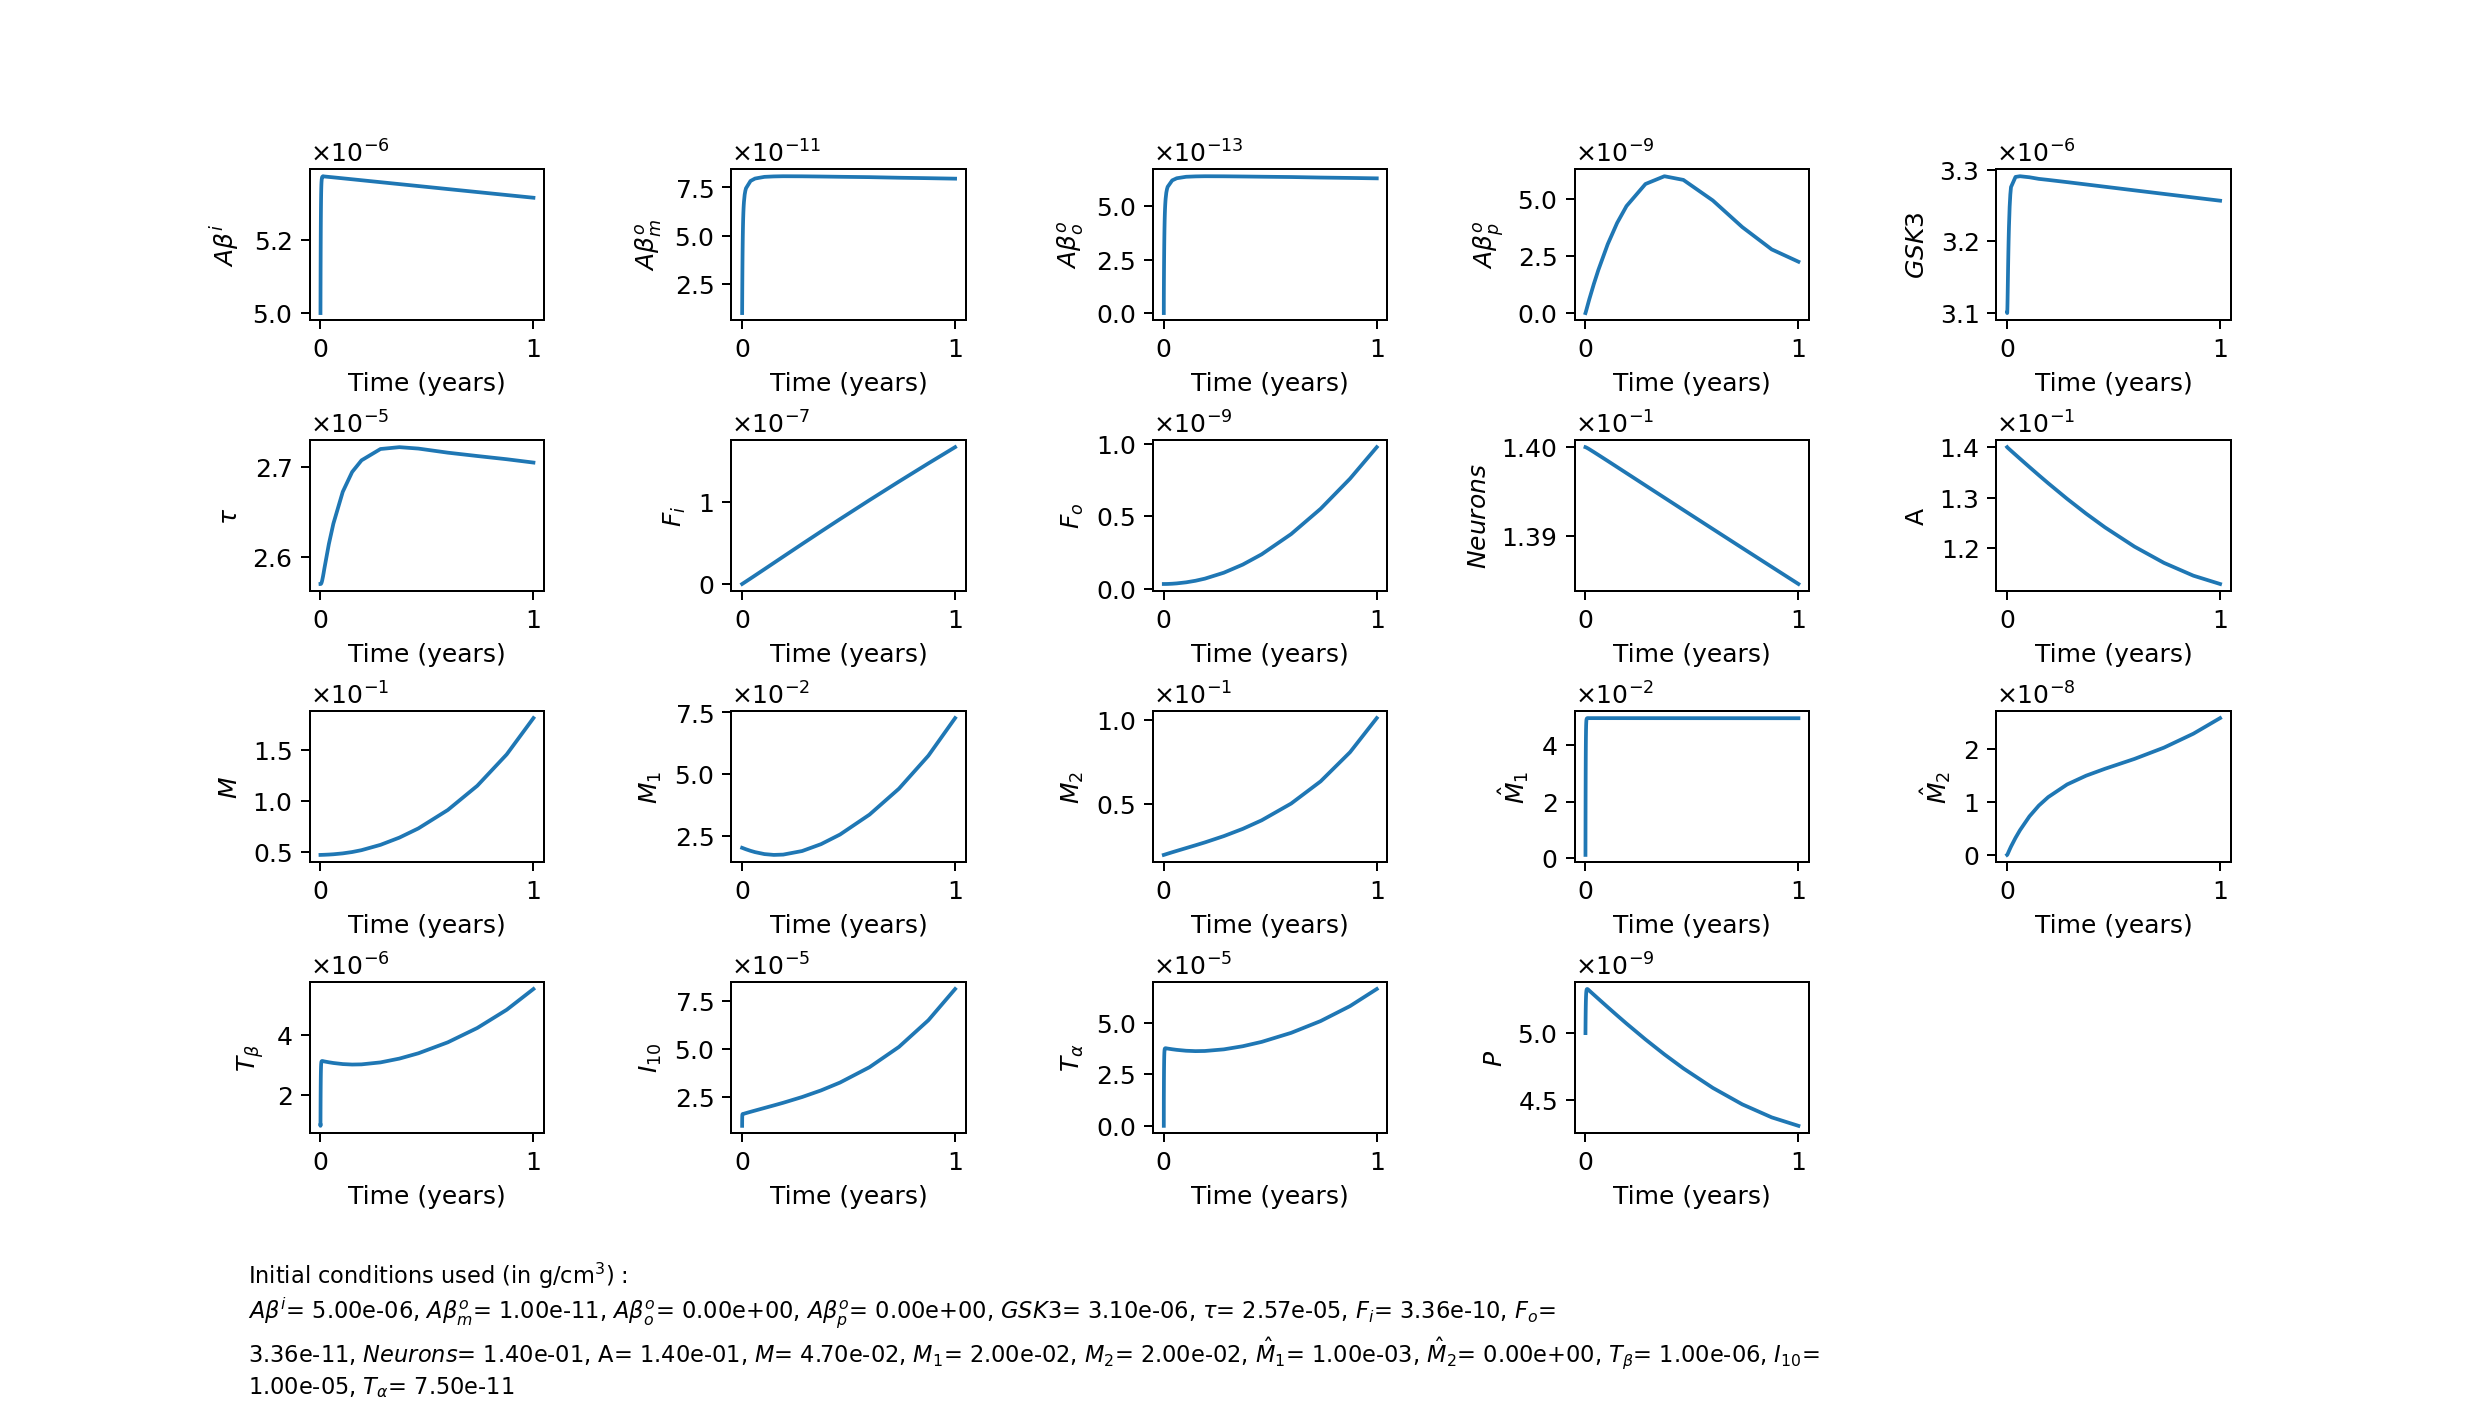 ×10⁻⁶ ×10⁻¹¹ ×10⁻¹³ ×10⁻⁹ ×10⁻⁶
Aβⁱ 5.2 5.0
Aβₘᵒ 7.5 5.0 2.5
Aβₒᵒ 5.0 2.5 0.0
Aβₚᵒ 5.0 2.5 0.0
GSK3 3.3 3.2 3.1
0 1 0 1 0 1 0 1 0 1
Time (years) Time (years) Time (years) Time (years) Time (years)
×10⁻⁵ ×10⁻⁷ ×10⁻⁹ ×10⁻¹ ×10⁻¹
τ 2.7 2.6
Fᵢ 1 0
Fₒ 1.0 0.5 0.0
Neurons 1.40 1.39
A 1.4 1.3 1.2
0 1 0 1 0 1 0 1 0 1
Time (years) Time (years) Time (years) Time (years) Time (years)
×10⁻¹ ×10⁻² ×10⁻¹ ×10⁻² ×10⁻⁸
M 1.5 1.0 0.5
M₁ 7.5 5.0 2.5
M₂ 1.0 0.5
M̂₁ 4 2 0
M̂₂ 2 1 0
0 1 0 1 0 1 0 1 0 1
Time (years) Time (years) Time (years) Time (years) Time (years)
×10⁻⁶ ×10⁻⁵ ×10⁻⁵ ×10⁻⁹
Tᵦ 4 2
I₁₀ 7.5 5.0 2.5
T_α 5.0 2.5 0.0
P 5.0 4.5
0 1 0 1 0 1 0 1
Time (years) Time (years) Time (years) Time (years)
Initial conditions used (in g/cm³) :
Aβⁱ= 5.00e-06, Aβₘᵒ= 1.00e-11, Aβₒᵒ= 0.00e+00, Aβₚᵒ= 0.00e+00, GSK3= 3.10e-06, τ= 2.57e-05, Fᵢ= 3.36e-10, Fₒ=
3.36e-11, Neurons= 1.40e-01, A= 1.40e-01, M= 4.70e-02, M₁= 2.00e-02, M₂= 2.00e-02, M̂₁= 1.00e-03, M̂₂= 0.00e+00, Tᵦ= 1.00e-06, I₁₀=
1.00e-05, T_α= 7.50e-11